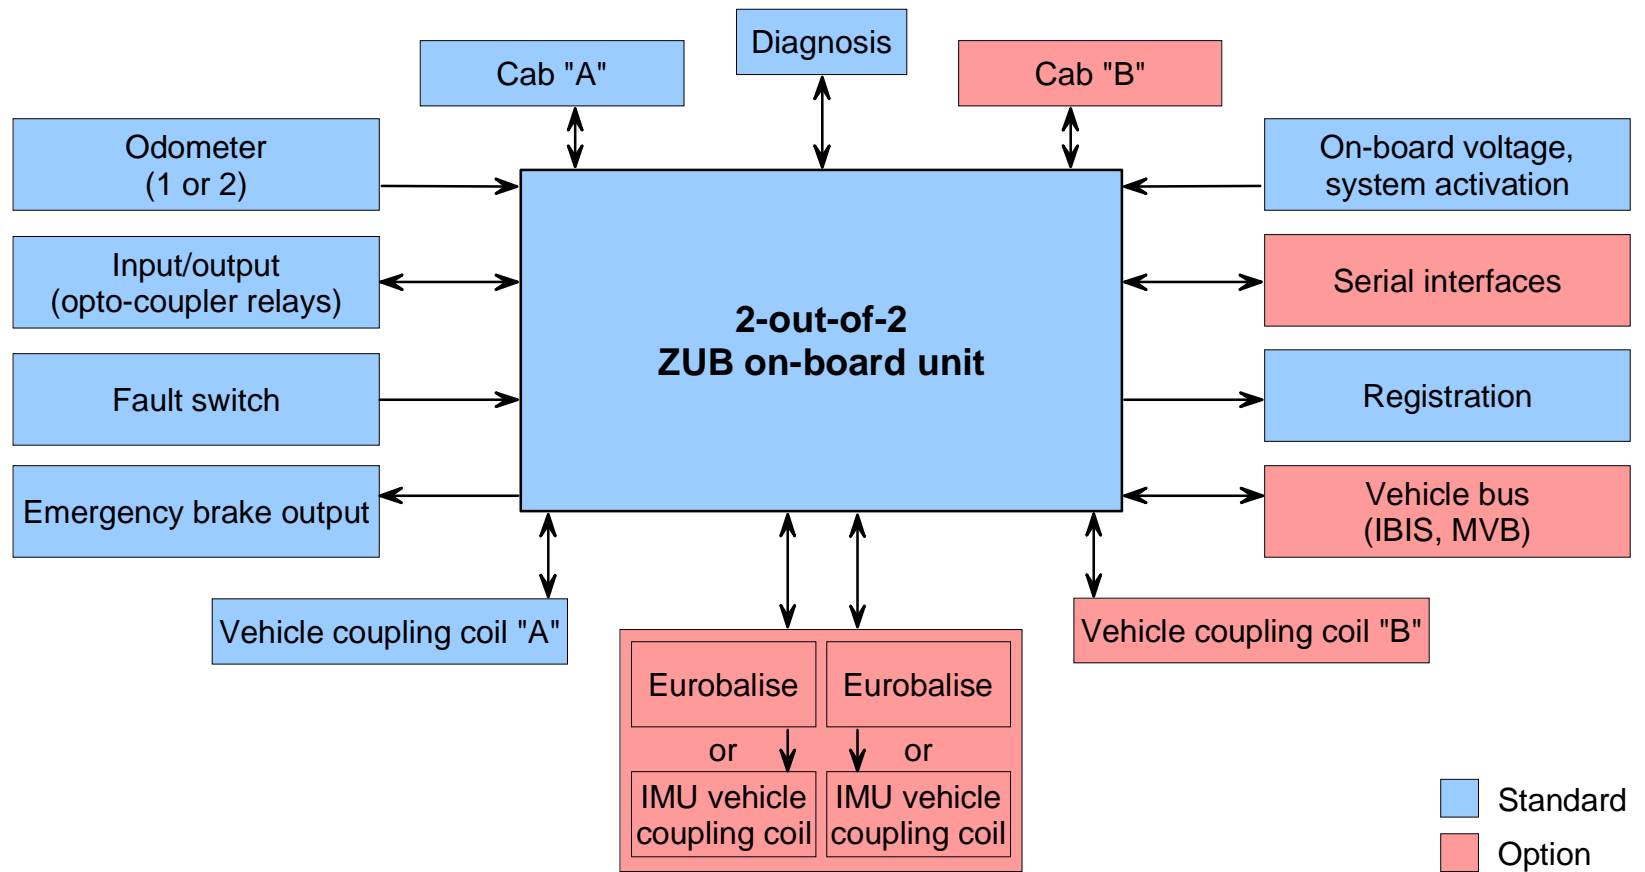 Diagnosis
Cab "A"
Cab "B"
Odometer
(1 or 2)
On-board voltage,
system activation
Input/output
(opto-coupler relays)
Serial interfaces
2-out-of-2
ZUB on-board unit
Fault switch
Registration
Emergency brake output
Vehicle bus
(IBIS, MVB)
Vehicle coupling coil "A"
Vehicle coupling coil "B"
Eurobalise
or
IMU vehicle
coupling coil
Eurobalise
or
IMU vehicle
coupling coil
Standard
Option